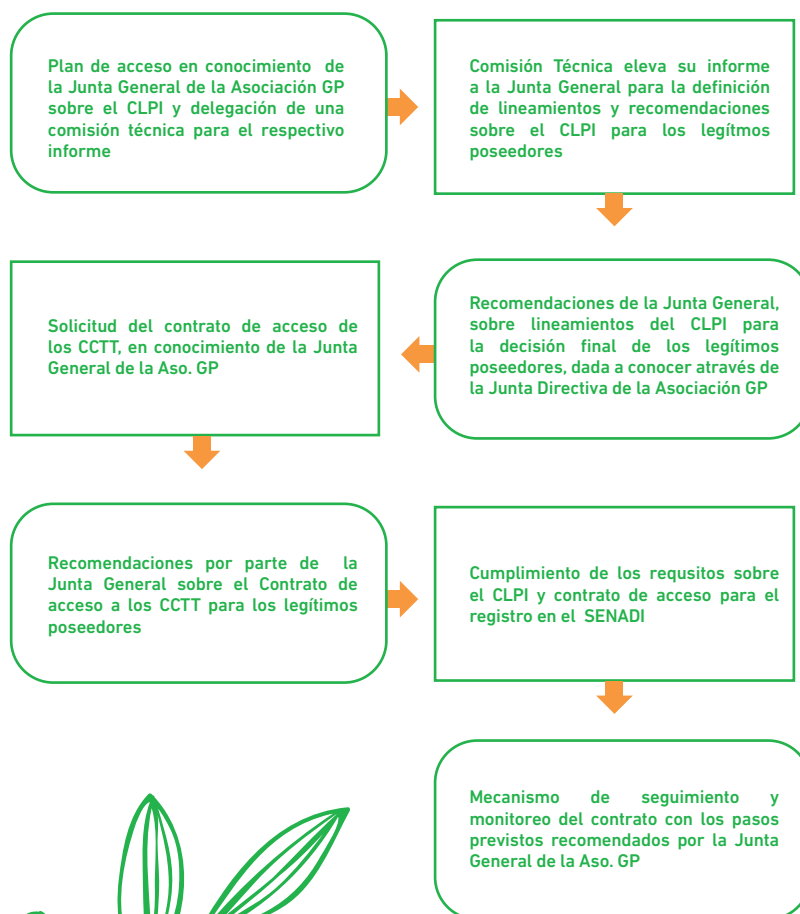 Plan de acceso en conocimiento de
la Junta General de la Asociación GP
sobre el CLPI y delegación de una
comisión técnica para el respectivo
informe
Comisión Técnica eleva su informe
a la Junta General para la definición
de lineamientos y recomendaciones
sobre el CLPI para los legítmos
poseedores
Recomendaciones de la Junta General,
sobre lineamientos del CLPI para
la decisión final de los legítimos
poseedores, dada a conocer através de
la Junta Directiva de la Asociación GP
Solicitud del contrato de acceso de
los CCTT, en conocimiento de la Junta
General de la Aso. GP
Recomendaciones por parte de la
Junta General sobre el Contrato de
acceso a los CCTT para los legítimos
poseedores
Cumplimiento de los requsitos sobre
el CLPI y contrato de acceso para el
registro en el SENADI
Mecanismo de seguimiento y
monitoreo del contrato con los pasos
previstos recomendados por la Junta
General de la Aso. GP